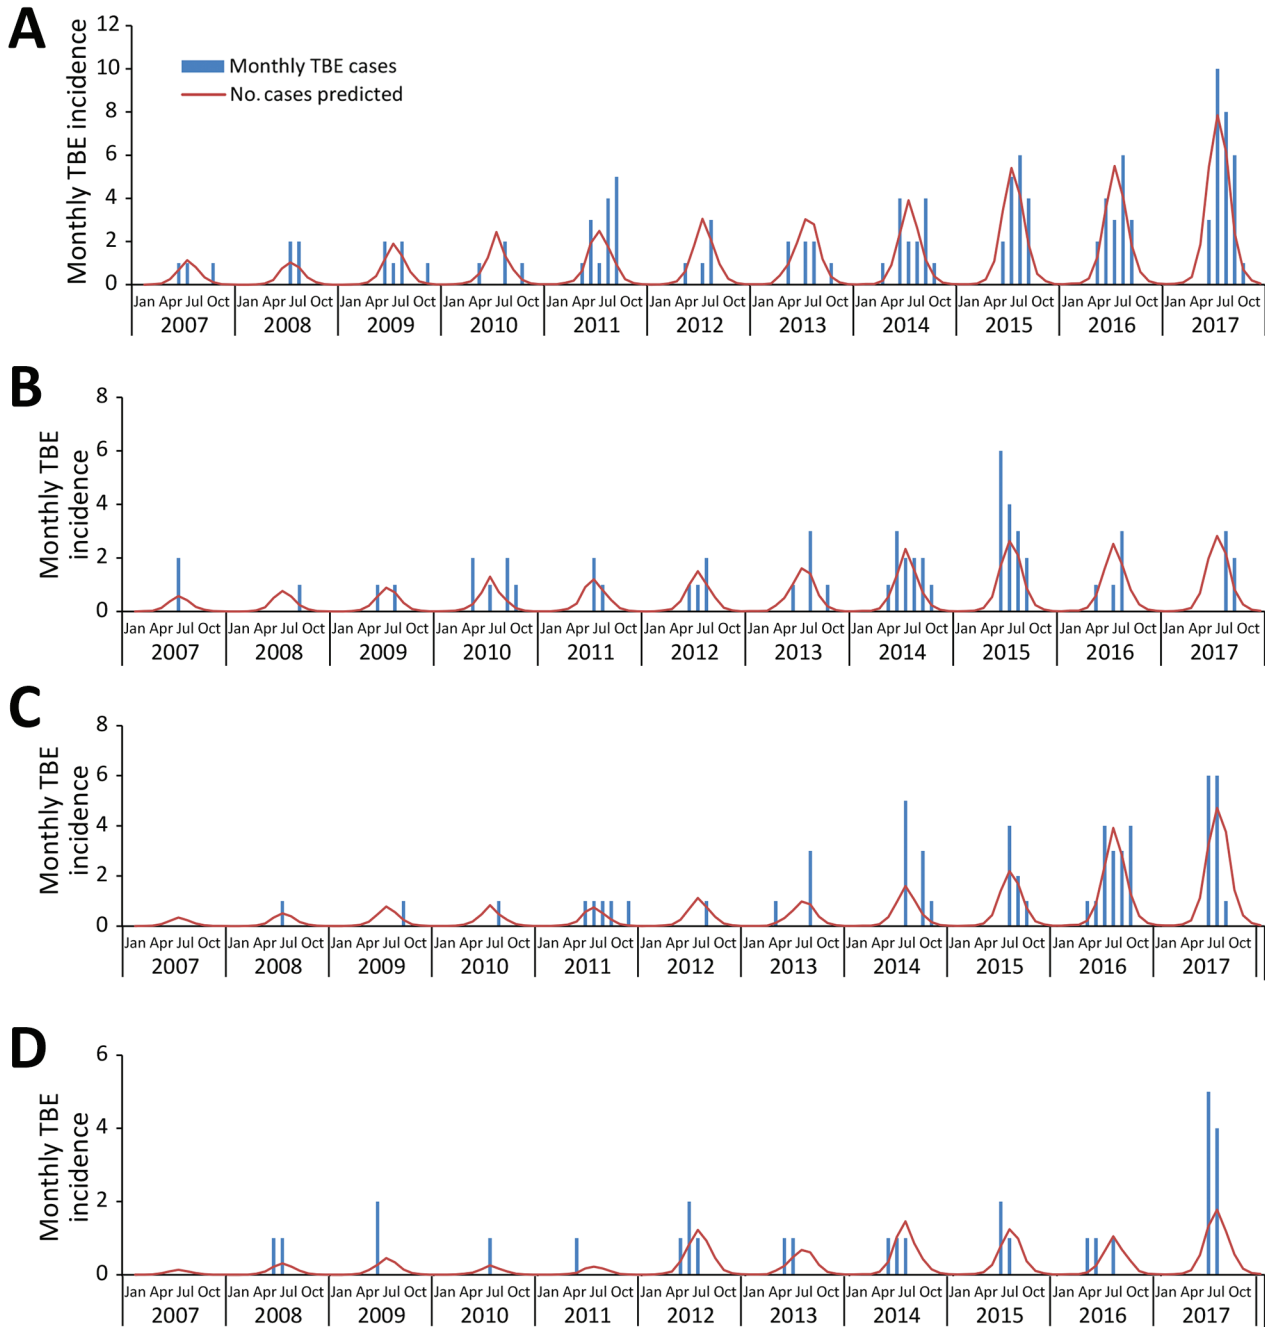 A
Monthly TBE incidence
12
10
8
6
4
2
0
Monthly TBE cases
No. cases predicted
Jan Apr Jul Oct Jan Apr Jul Oct Jan Apr Jul Oct Jan Apr Jul Oct Jan Apr Jul Oct Jan Apr Jul Oct Jan Apr Jul Oct Jan Apr Jul Oct Jan Apr Jul Oct Jan Apr Jul Oct Jan Apr Jul Oct
2007 2008 2009 2010 2011 2012 2013 2014 2015 2016 2017
B
Monthly TBE
incidence
8
6
4
2
0
Jan Apr Jul Oct Jan Apr Jul Oct Jan Apr Jul Oct Jan Apr Jul Oct Jan Apr Jul Oct Jan Apr Jul Oct Jan Apr Jul Oct Jan Apr Jul Oct Jan Apr Jul Oct Jan Apr Jul Oct Jan Apr Jul Oct
2007 2008 2009 2010 2011 2012 2013 2014 2015 2016 2017
C
Monthly TBE
incidence
8
6
4
2
0
Jan Apr Jul Oct Jan Apr Jul Oct Jan Apr Jul Oct Jan Apr Jul Oct Jan Apr Jul Oct Jan Apr Jul Oct Jan Apr Jul Oct Jan Apr Jul Oct Jan Apr Jul Oct Jan Apr Jul Oct Jan Apr Jul Oct
2007 2008 2009 2010 2011 2012 2013 2014 2015 2016 2017
D
Monthly TBE
incidence
6
4
2
0
Jan Apr Jul Oct Jan Apr Jul Oct Jan Apr Jul Oct Jan Apr Jul Oct Jan Apr Jul Oct Jan Apr Jul Oct Jan Apr Jul Oct Jan Apr Jul Oct Jan Apr Jul Oct Jan Apr Jul Oct Jan Apr Jul Oct
2007 2008 2009 2010 2011 2012 2013 2014 2015 2016 2017